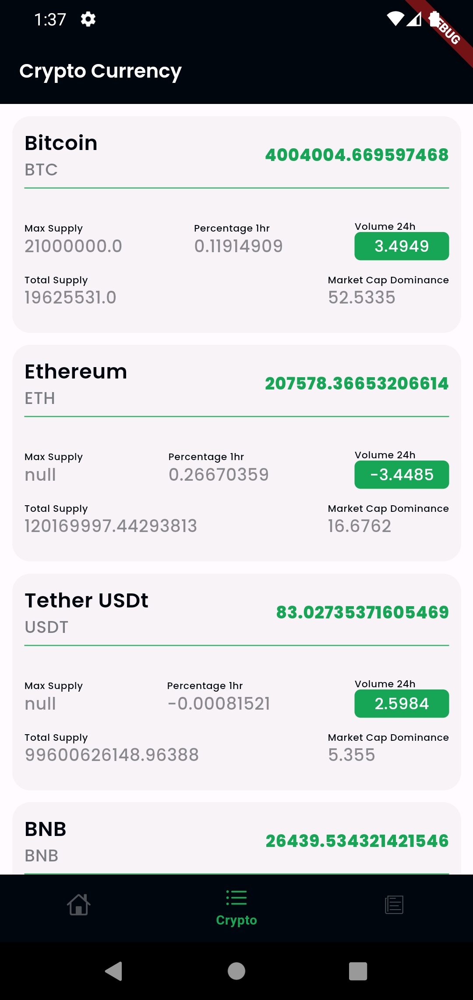 1:37
DEBUG
Crypto Currency
Bitcoin
4004004.669597468
BTC
Max Supply Percentage 1hr Volume 24h
21000000.0 0.11914909 3.4949
Total Supply Market Cap Dominance
19625531.0 52.5335
Ethereum
207578.36653206614
ETH
Max Supply Percentage 1hr Volume 24h
null 0.26670359 -3.4485
Total Supply Market Cap Dominance
120169997.44293813 16.6762
Tether USDt
83.02735371605469
USDT
Max Supply Percentage 1hr Volume 24h
null -0.00081521 2.5984
Total Supply Market Cap Dominance
99600626148.96388 5.355
BNB
26439.534321421546
BNB
Crypto